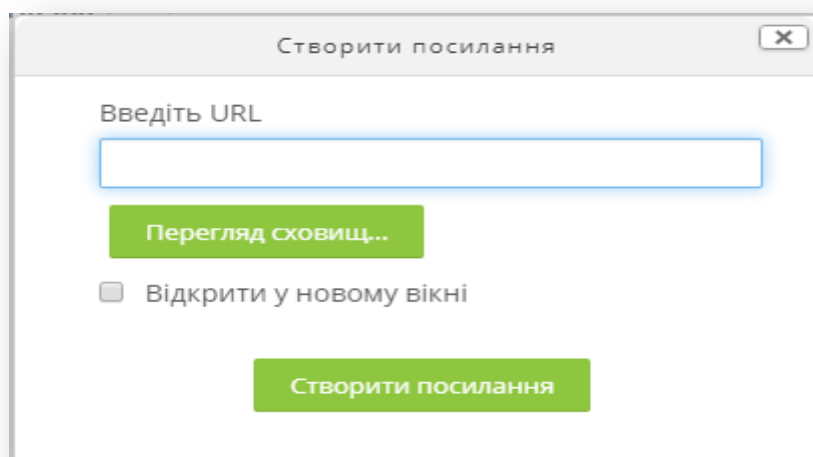 Створити посилання
Введіть URL
Перегляд сховищ...
Відкрити у новому вікні
Створити посилання